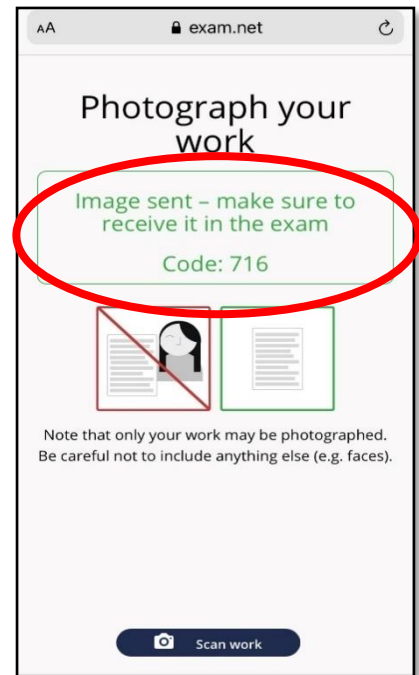 AA exam.net
Photograph your
work
Image sent – make sure to
receive it in the exam
Code: 716
Note that only your work may be photographed.
Be careful not to include anything else (e.g. faces).
Scan work